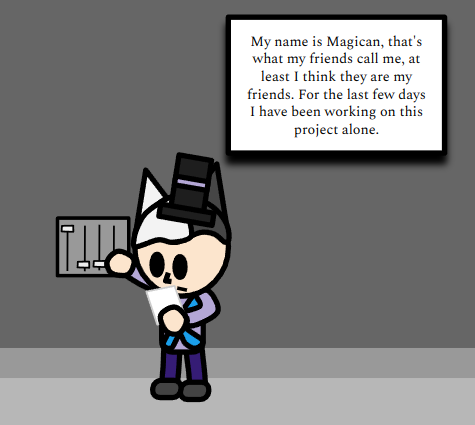 My name is Magican, that's
what my friends call me, at
least I think they are my
friends. For the last few days
I have been working on this
project alone.